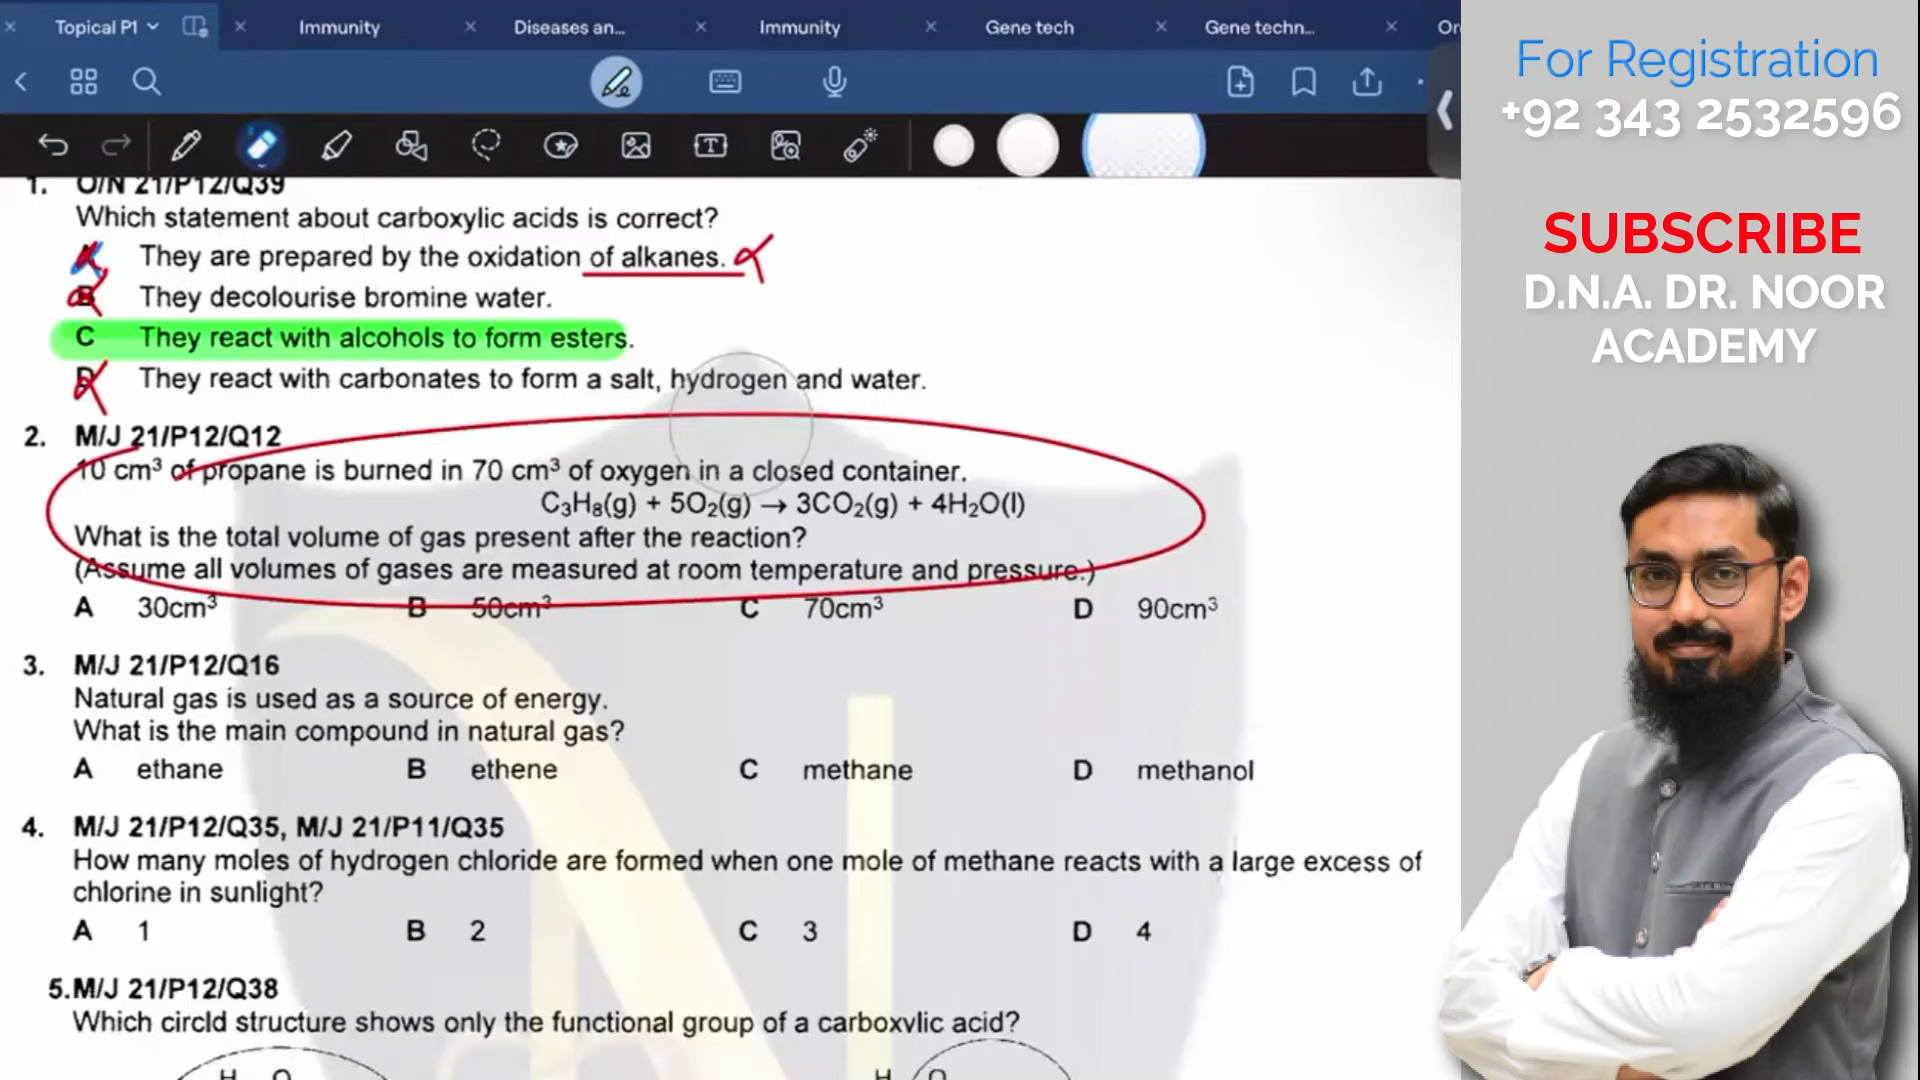 Topical P1
Immunity
Diseases an...
Immunity
Gene tech
Gene techn...
For Registration
+92 343 2532596
SUBSCRIBE
D.N.A. DR. NOOR
ACADEMY
1. O/N 21/P12/Q39
Which statement about carboxylic acids is correct?
A They are prepared by the oxidation of alkanes.
B They decolourise bromine water.
C They react with alcohols to form esters.
D They react with carbonates to form a salt, hydrogen and water.
2. M/J 21/P12/Q12
10 cm³ of propane is burned in 70 cm³ of oxygen in a closed container.
C₃H₈(g) + 5O₂(g) → 3CO₂(g) + 4H₂O(l)
What is the total volume of gas present after the reaction?
(Assume all volumes of gases are measured at room temperature and pressure.)
A 30cm³ B 50cm³ C 70cm³ D 90cm³
3. M/J 21/P12/Q16
Natural gas is used as a source of energy.
What is the main compound in natural gas?
A ethane B ethene C methane D methanol
4. M/J 21/P12/Q35, M/J 21/P11/Q35
How many moles of hydrogen chloride are formed when one mole of methane reacts with a large excess of
chlorine in sunlight?
A 1 B 2 C 3 D 4
5.M/J 21/P12/Q38
Which circld structure shows only the functional group of a carboxylic acid?
H O H O